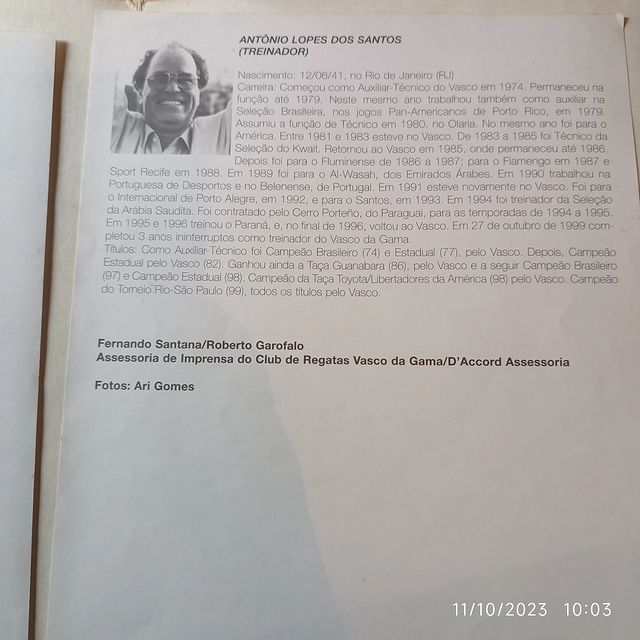 ANTÔNIO LOPES DOS SANTOS
(TREINADOR)
Nascimento: 12/06/41, no Rio de Janeiro (RJ)
Carreira: Começou como Auxiliar-Técnico do Vasco em 1974. Permaneceu na
função até 1979. Neste mesmo ano trabalhou também como auxiliar na
Seleção Brasileira, nos jogos Pan-Americanos de Porto Rico, em 1979.
Assumiu a função de Técnico em 1980, no Olaria. No mesmo ano foi para o
América. Entre 1981 e 1983 esteve no Vasco. De 1983 a 1985 foi Técnico da
Seleção do Kwait. Retornou ao Vasco em 1985, onde permaneceu até 1986.
Depois foi para o Fluminense de 1986 a 1987; para o Flamengo em 1987 e
Sport Recife em 1988. Em 1989 foi para o Al-Wasah, dos Emirados Árabes. Em 1990 trabalhou na
Portuguesa de Desportos e no Belenense, de Portugal. Em 1991 esteve novamente no Vasco. Foi para
o Internacional de Porto Alegre, em 1992, e para o Santos, em 1993. Em 1994 foi treinador da Seleção
da Arábia Saudita. Foi contratado pelo Cerro Porteño, do Paraguai, para as temporadas de 1994 a 1995.
Em 1995 e 1996 treinou o Paraná, e, no final de 1996, voltou ao Vasco. Em 27 de outubro de 1999 com-
pletou 3 anos ininterruptos como treinador do Vasco da Gama.
Títulos: Como Auxiliar-Técnico foi Campeão Brasileiro (74) e Estadual (77), pelo Vasco. Depois, Campeão
Estadual pelo Vasco (82). Ganhou ainda a Taça Guanabara (86), pelo Vasco e a seguir Campeão Brasileiro
(97) e Campeão Estadual (98). Campeão da Taça Toyota/Libertadores da América (98) pelo Vasco. Campeão
do Torneio Rio-São Paulo (99), todos os títulos pelo Vasco.
Fernando Santana/Roberto Garofalo
Assessoria de Imprensa do Club de Regatas Vasco da Gama/D'Accord Assessoria
Fotos: Ari Gomes
11/10/2023 10:03